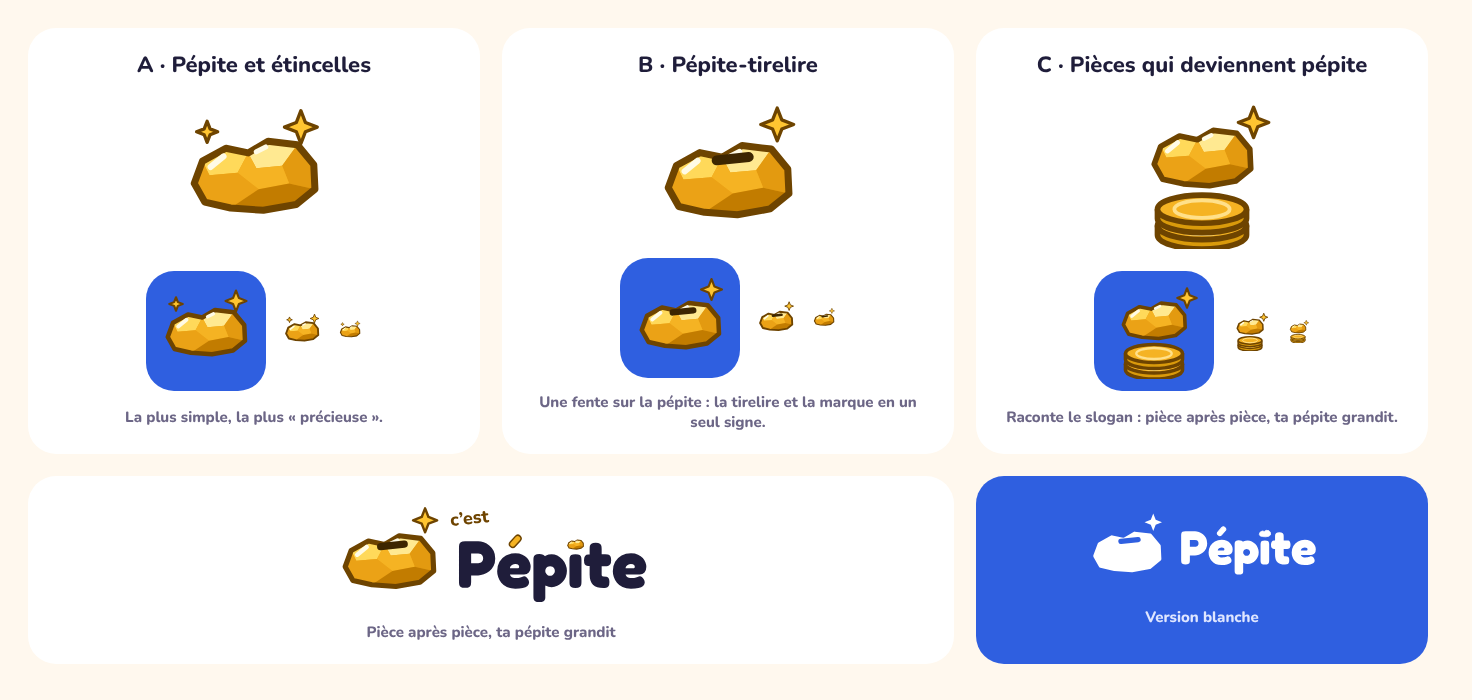 A · Pépite et étincelles
La plus simple, la plus « précieuse ».
B · Pépite-tirelire
Une fente sur la pépite : la tirelire et la marque en un
seul signe.
C · Pièces qui deviennent pépite
Raconte le slogan : pièce après pièce, ta pépite grandit.
c’est
Pépite
Pièce après pièce, ta pépite grandit
Pépite
Version blanche